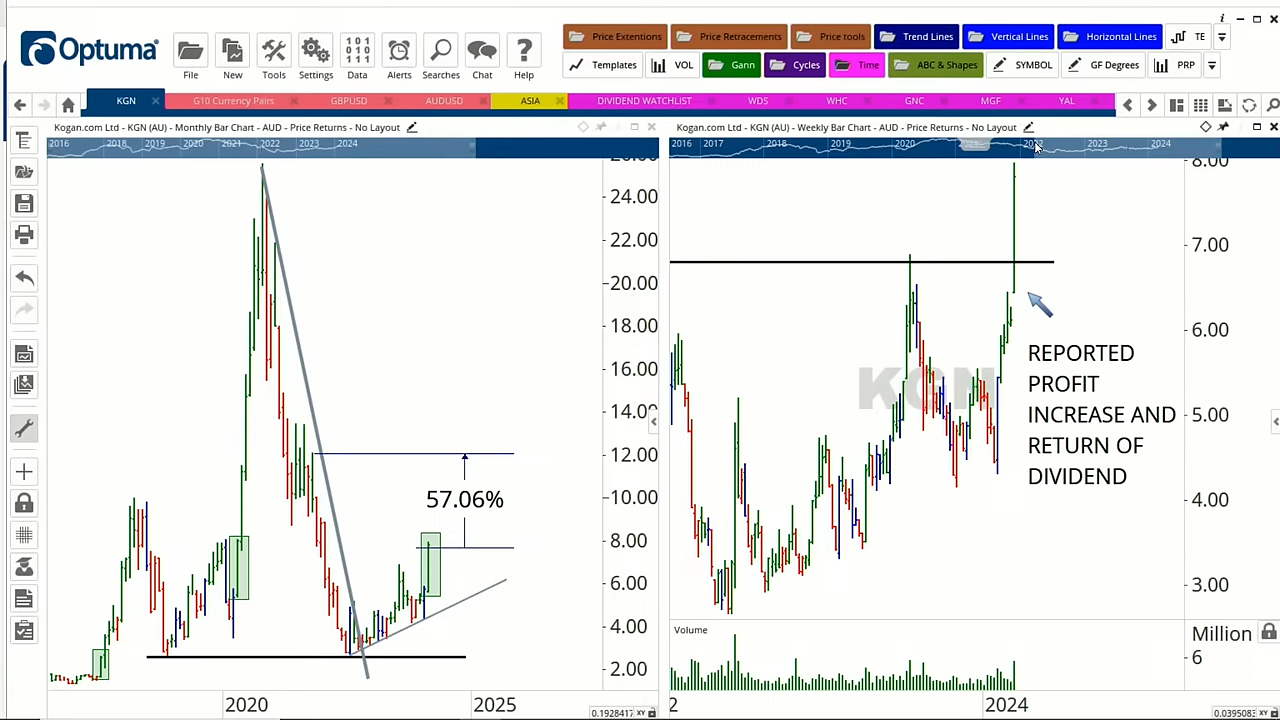 Optuma
File
New
Tools
Settings
Data
Alerts
Searches
Chat
Help
Price Extentions
Price Retracements
Price tools
Trend Lines
Vertical Lines
Horizontal Lines
TE
Templates
VOL
Gann
Cycles
Time
ABC & Shapes
SYMBOL
GF Degrees
PRP
KGN
G10 Currency Pairs
GBPUSD
AUDUSD
ASIA
DIVIDEND WATCHLIST
WDS
WHC
GNC
MGF
YAL
Kogan.com Ltd - KGN (AU) - Monthly Bar Chart - AUD - Price Returns - No Layout
2016
2018
2019
2020
2021
2022
2023
2024
24.00
22.00
20.00
18.00
16.00
14.00
12.00
10.00
8.00
6.00
4.00
2.00
57.06%
2020
2025
0.1928417
XY
Kogan.com Ltd - KGN (AU) - Weekly Bar Chart - AUD - Price Returns - No Layout
2016
2017
2018
2019
2020
2022
2023
2024
8.00
7.00
6.00
5.00
4.00
3.00
KGN
REPORTED
PROFIT
INCREASE AND
RETURN OF
DIVIDEND
Volume
Million
6
2
2024
XY